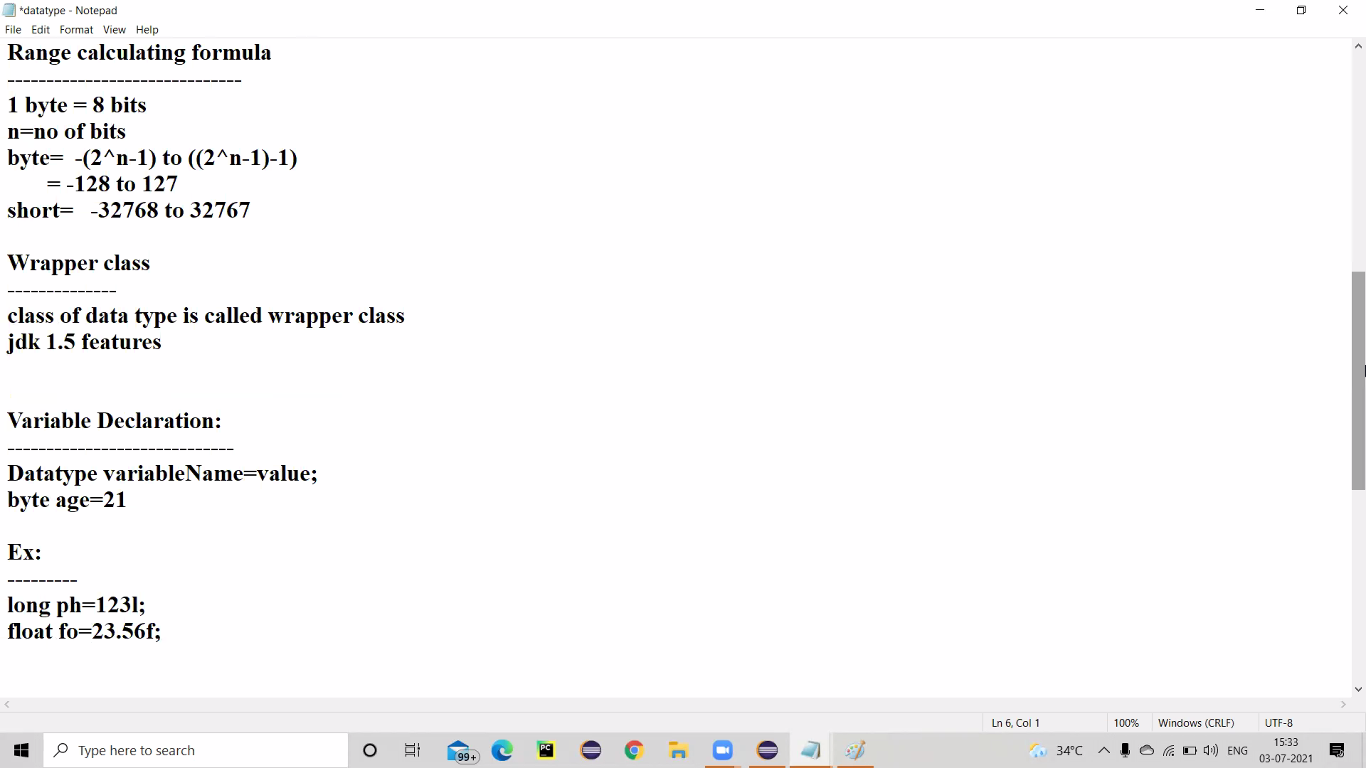 *datatype - Notepad
File Edit Format View Help
Range calculating formula
------------------------------
1 byte = 8 bits
n=no of bits
byte=  -(2^n-1) to ((2^n-1)-1)
= -128 to 127
short=   -32768 to 32767
Wrapper class
--------------
class of data type is called wrapper class
jdk 1.5 features
Variable Declaration:
-----------------------------
Datatype variableName=value;
byte age=21
Ex:
---------
long ph=123l;
float fo=23.56f;
Ln 6, Col 1 100% Windows (CRLF) UTF-8
Type here to search 99+ PC 34°C ENG 15:33
03-07-2021